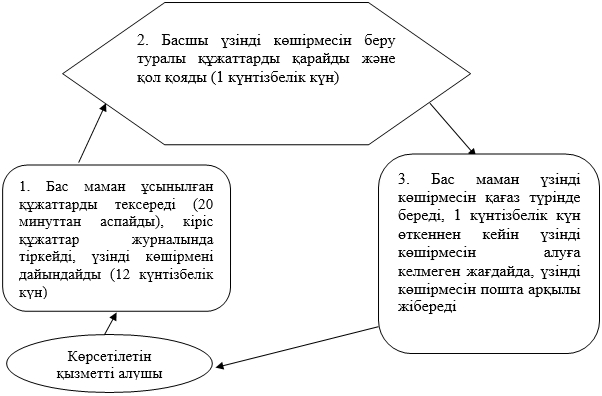 2. Басшы үзінді көшірмесін беру
туралы құжаттарды қарайды және
қол қояды (1 күнтізбелік күн)
1. Бас маман ұсынылған
құжаттарды тексереді (20
минуттан аспайды), кіріс
құжаттар журналында
тіркейді, үзінді көшірмені
дайындайды (12 күнтізбелік
күн)
3. Бас маман үзінді
көшірмесін қағаз түрінде
береді, 1 күнтізбелік күн
өткеннен кейін үзінді
көшірмесін алуға
келмеген жағдайда, үзінді
көшірмесін пошта арқылы
жібереді
Көрсетілетін
қызметті алушы